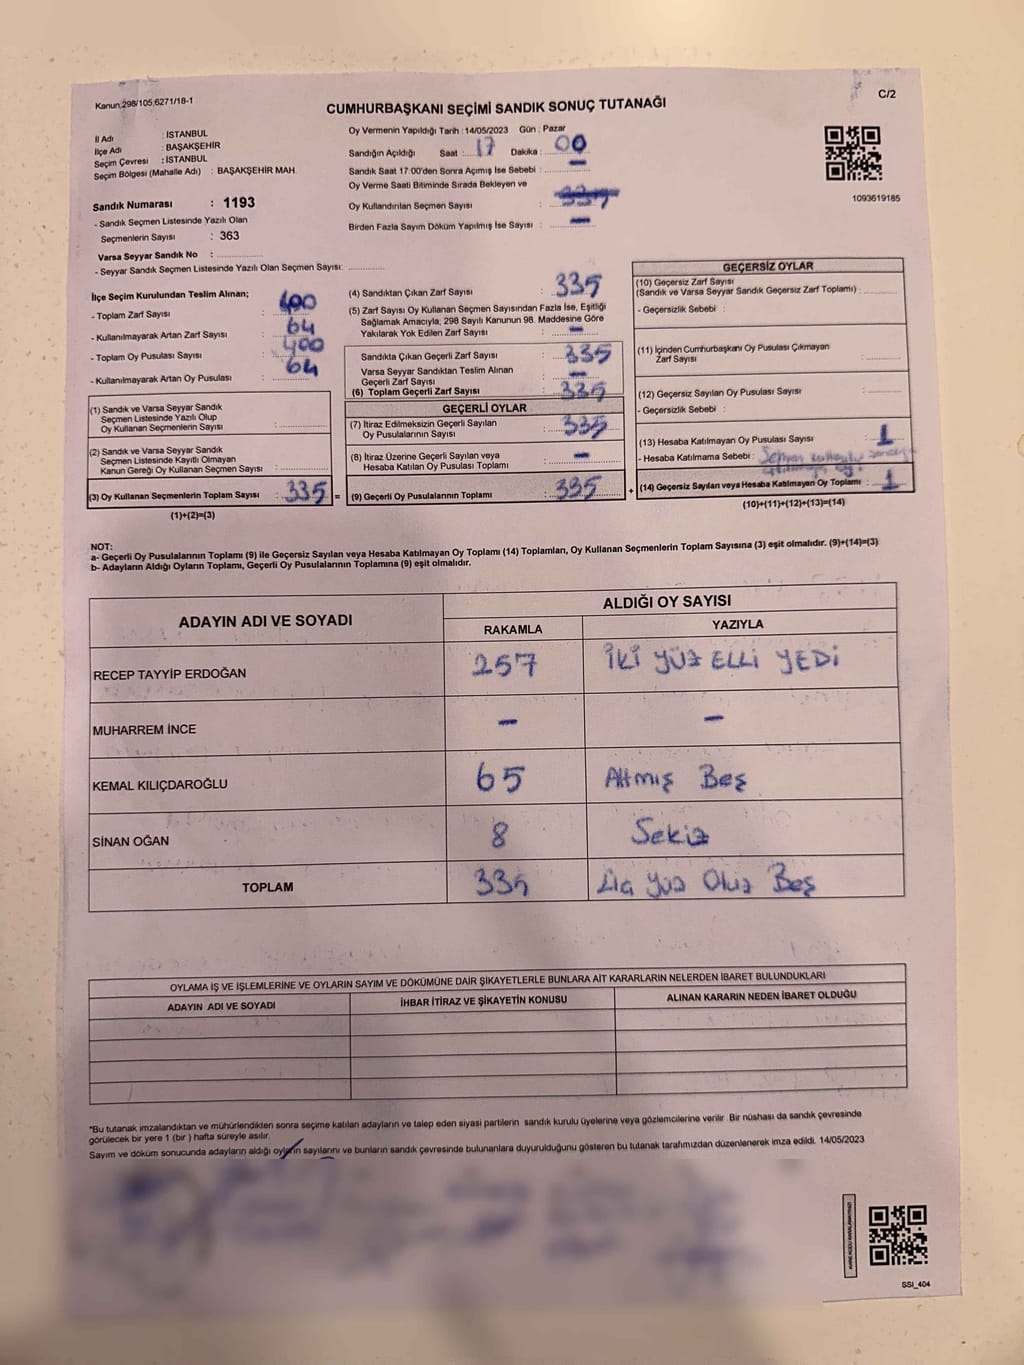 Kanun,298/105,6271/18-1
C/2
CUMHURBAŞKANI SEÇİMİ SANDIK SONUÇ TUTANAĞI
İl Adı : İSTANBUL
İlçe Adı : BAŞAKŞEHİR
Seçim Çevresi : İSTANBUL
Seçim Bölgesi (Mahalle Adı) : BAŞAKŞEHİR MAH.
Sandık Numarası : 1193
- Sandık Seçmen Listesinde Yazılı Olan
Seçmenlerin Sayısı : 363
Varsa Seyyar Sandık No : ..............
- Seyyar Sandık Seçmen Listesinde Yazılı Olan Seçmen Sayısı: ............
Oy Vermenin Yapıldığı Tarih : 14/05/2023 Gün : Pazar
Sandığın Açıldığı Saat : 17 Dakika : 00
Sandık Saat 17:00'den Sonra Açımış İse Sebebi : -
Oy Verme Saati Bitiminde Sırada Bekleyen ve
Oy Kullandırılan Seçmen Sayısı :
Birden Fazla Sayım Döküm Yapılmış İse Sayısı : -
1093619185
İlçe Seçim Kurulundan Teslim Alınan;
- Toplam Zarf Sayısı : 400
- Kullanılmayarak Artan Zarf Sayısı : 64
- Toplam Oy Pusulası Sayısı : 400
- Kullanılmayarak Artan Oy Pusulası : 64
(1) Sandık ve Varsa Seyyar Sandık
Seçmen Listesinde Yazılı Olup
Oy Kullanan Seçmenlerin Sayısı :
(2) Sandık ve Varsa Seyyar Sandık
Seçmen Listesinde Kayıtlı Olmayan
Kanun Gereği Oy Kullanan Seçmen Sayısı :
(3) Oy Kullanan Seçmenlerin Toplam Sayısı : 335 =
(1)+(2)=(3)
(4) Sandıktan Çıkan Zarf Sayısı : 335
(5) Zarf Sayısı Oy Kullanan Seçmen Sayısından Fazla İse, Eşitliği
Sağlamak Amacıyla, 298 Sayılı Kanunun 98. Maddesine Göre
Yakılarak Yok Edilen Zarf Sayısı : -
Sandıkta Çıkan Geçerli Zarf Sayısı : 335
Varsa Seyyar Sandıktan Teslim Alınan
Geçerli Zarf Sayısı : -
(6) Toplam Geçerli Zarf Sayısı : 335
GEÇERLİ OYLAR
(7) İtiraz Edilmeksizin Geçerli Sayılan
Oy Pusulalarının Sayısı : 335
(8) İtiraz Üzerine Geçerli Sayılan veya
Hesaba Katılan Oy Pusulası Toplamı : -
(9) Geçerli Oy Pusulalarının Toplamı : 335 +
GEÇERSİZ OYLAR
(10) Geçersiz Zarf Sayısı
(Sandık ve Varsa Seyyar Sandık Geçersiz Zarf Toplamı) :
- Geçersizlik Sebebi :
(11) İçinden Cumhurbaşkanı Oy Pusulası Çıkmayan
Zarf Sayısı :
(12) Geçersiz Sayılan Oy Pusulası Sayısı :
- Geçersizlik Sebebi :
(13) Hesaba Katılmayan Oy Pusulası Sayısı : 1
- Hesaba Katılmama Sebebi :
(14) Geçersiz Sayılan veya Hesaba Katılmayan Oy Toplamı : 1
(10)+(11)+(12)+(13)=(14)
NOT:
a- Geçerli Oy Pusulalarının Toplamı (9) ile Geçersiz Sayılan veya Hesaba Katılmayan Oy Toplamı (14) Toplamları, Oy Kullanan Seçmenlerin Toplam Sayısına (3) eşit olmalıdır. (9)+(14)=(3)
b- Adayların Aldığı Oyların Toplamı, Geçerli Oy Pusulalarının Toplamına (9) eşit olmalıdır.
ADAYIN ADI VE SOYADI
ALDIĞI OY SAYISI
RAKAMLA YAZIYLA
RECEP TAYYİP ERDOĞAN 257 İKİ YÜZ ELLİ YEDİ
MUHARREM İNCE - -
KEMAL KILIÇDAROĞLU 65 Altmış Beş
SİNAN OĞAN 8 Sekiz
TOPLAM 335 Üç Yüz Otuz Beş
OYLAMA İŞ VE İŞLEMLERİNE VE OYLARIN SAYIM VE DÖKÜMÜNE DAİR ŞİKAYETLERLE BUNLARA AİT KARARLARIN NELERDEN İBARET BULUNDUKLARI
ADAYIN ADI VE SOYADI İHBAR İTİRAZ VE ŞİKAYETİN KONUSU ALINAN KARARIN NEDEN İBARET OLDUĞU
*Bu tutanak imzalandıktan ve mühürlendikten sonra seçime katılan adayların ve talep eden siyasi partilerin sandık kurulu üyelerine veya gözlemcilerine verilir. Bir nüshası da sandık çevresinde
görülecek bir yere 1 (bir ) hafta süreyle asılır.
Sayım ve döküm sonucunda adayların aldığı oyların sayılarını ve bunların sandık çevresinde bulunanlara duyurulduğunu gösteren bu tutanak tarafımızdan düzenlenerek imza edildi. 14/05/2023
SSI_404